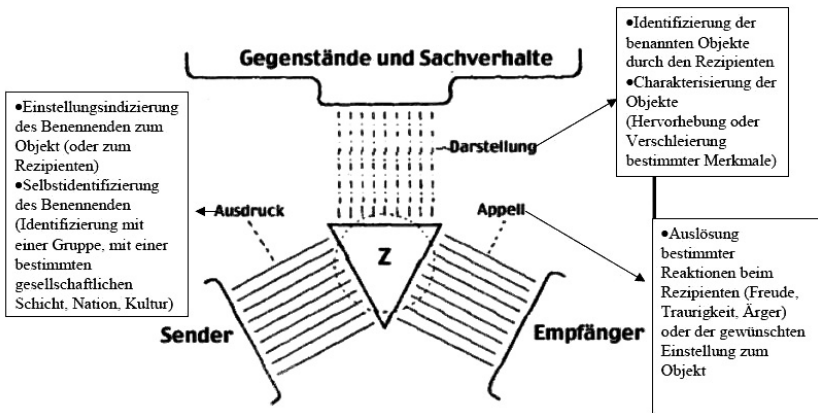 Gegenstände und Sachverhalte
•Identifizierung der
benannten Objekte
durch den Rezipienten
•Charakterisierung der
Objekte
(Hervorhebung oder
Verschleierung
bestimmter Merkmale)
•Einstellungsindizierung
des Benennenden zum
Objekt (oder zum
Rezipienten)
•Selbstidentifizierung
des Benennenden
(Identifizierung mit
einer Gruppe, mit einer
bestimmten
gesellschaftlichen
Schicht, Nation, Kultur)
Darstellung
Ausdruck
Appell
Z
Sender
Empfänger
•Auslösung
bestimmter
Reaktionen beim
Rezipienten (Freude,
Traurigkeit, Ärger)
oder der gewünschten
Einstellung zum
Objekt